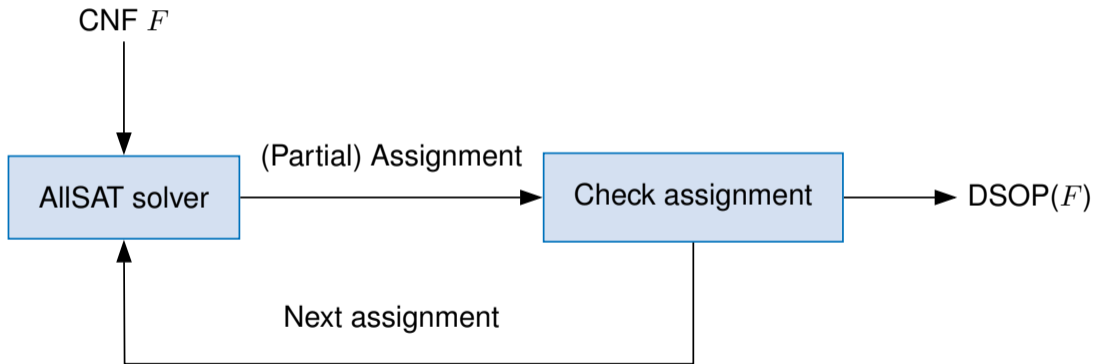 CNF F
(Partial) Assignment
AllSAT solver
Check assignment
DSOP(F)
Next assignment